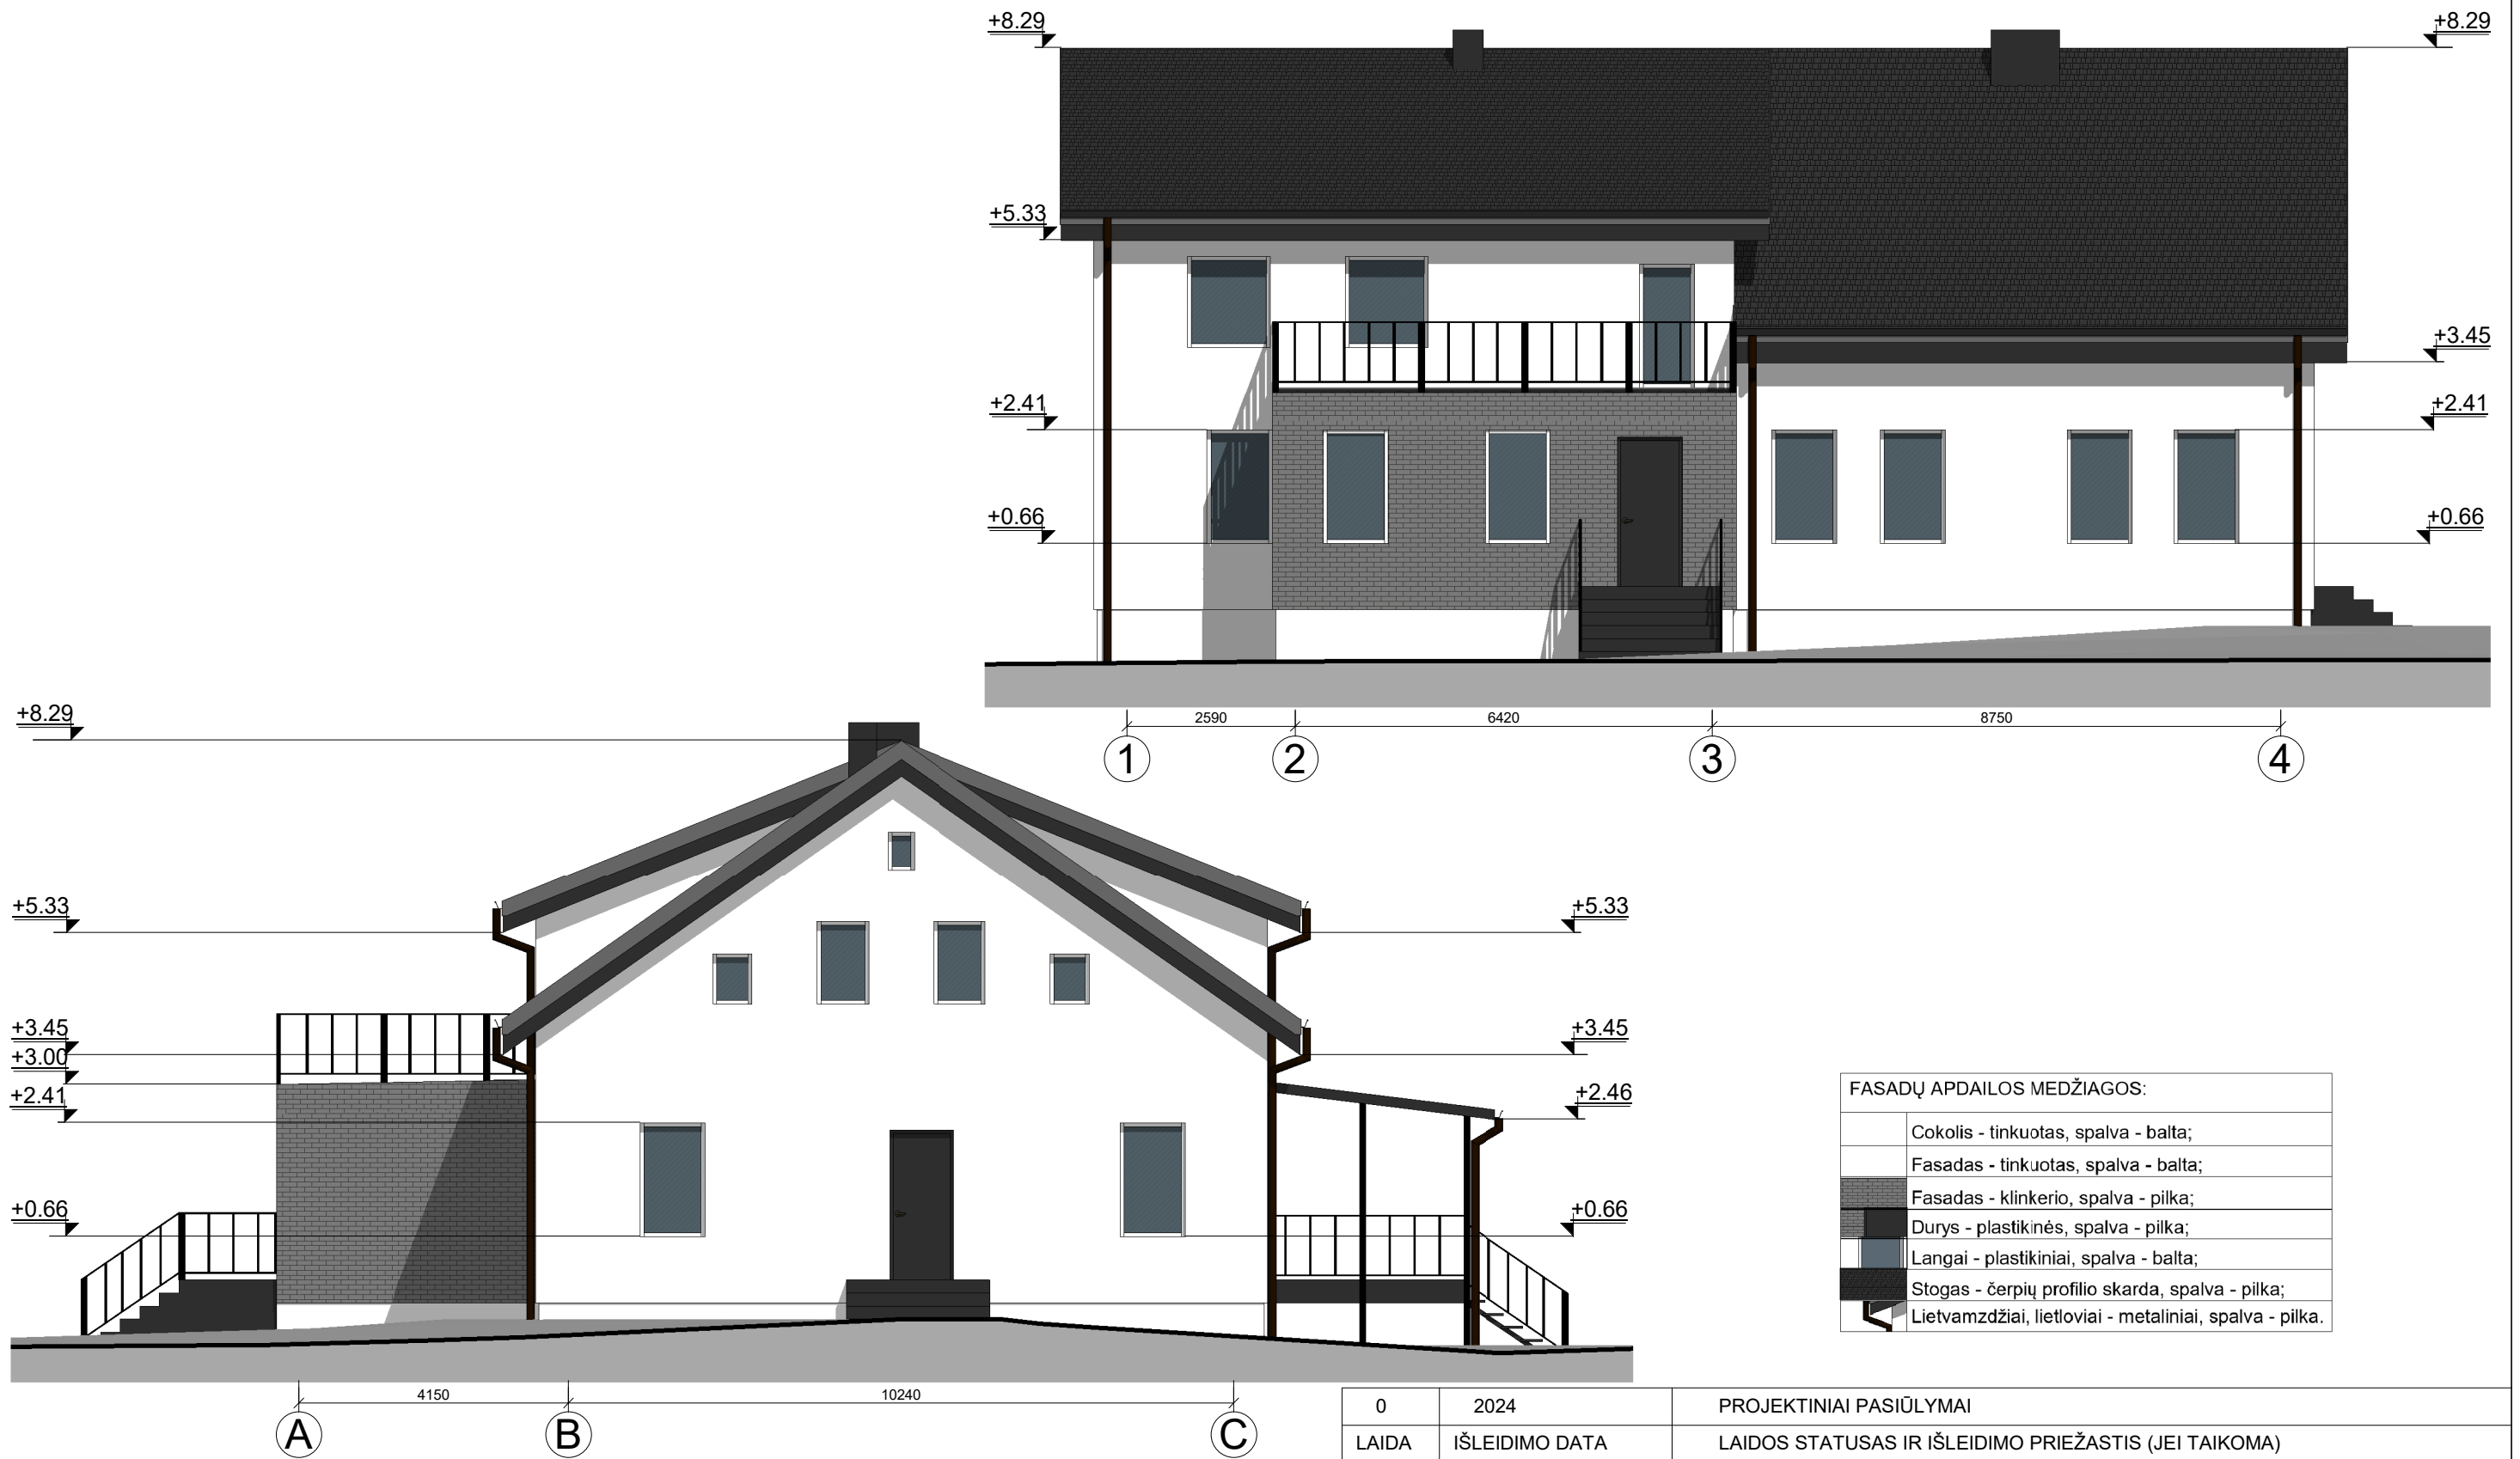 +8.29
+8.29
+5.33
+3.45
+2.41
+2.41
+0.66
+0.66
2590
6420
8750
1
2
3
4
+8.29
+5.33
+5.33
+3.45
+3.45
+3.00
+2.46
+2.41
+0.66
+0.66
4150
10240
A
B
C
FASADŲ APDAILOS MEDŽIAGOS:
Cokolis - tinkuotas, spalva - balta;
Fasadas - tinkuotas, spalva - balta;
Fasadas - klinkerio, spalva - pilka;
Durys - plastikinės, spalva - pilka;
Langai - plastikiniai, spalva - balta;
Stogas - čerpių profilio skarda, spalva - pilka;
Lietvamzdžiai, lietloviai - metaliniai, spalva - pilka.
0 2024 PROJEKTINIAI PASIŪLYMAI
LAIDA IŠLEIDIMO DATA LAIDOS STATUSAS IR IŠLEIDIMO PRIEŽASTIS (JEI TAIKOMA)